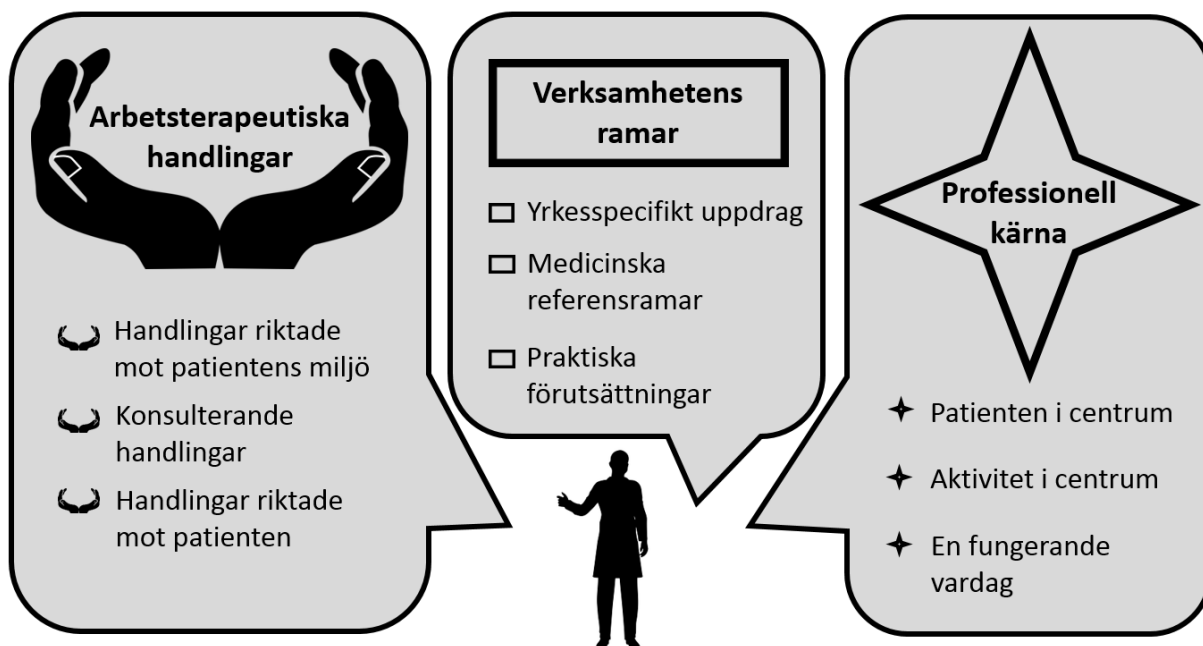 Arbetsterapeutiska
handlingar
Handlingar riktade
mot patientens miljö
Konsulterande
handlingar
Handlingar riktade
mot patienten
Verksamhetens
ramar
Yrkesspecifikt uppdrag
Medicinska
referensramar
Praktiska
förutsättningar
Professionell
kärna
Patienten i centrum
Aktivitet i centrum
En fungerande
vardag